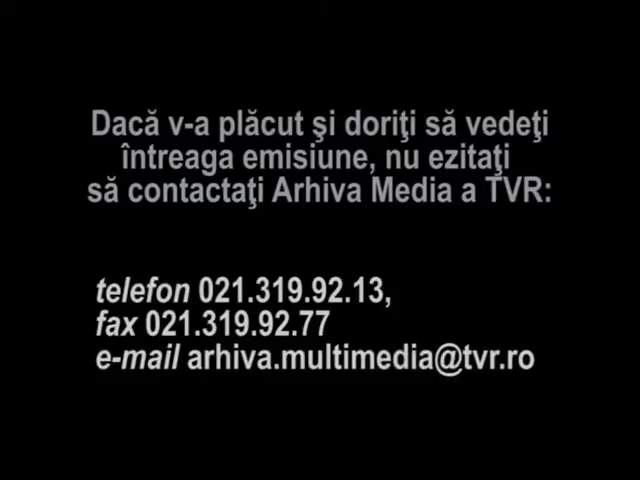 Dacă v-a plăcut şi doriţi să vedeţi
întreaga emisiune, nu ezitaţi
să contactaţi Arhiva Media a TVR:
telefon 021.319.92.13,
fax 021.319.92.77
e-mail arhiva.multimedia@tvr.ro